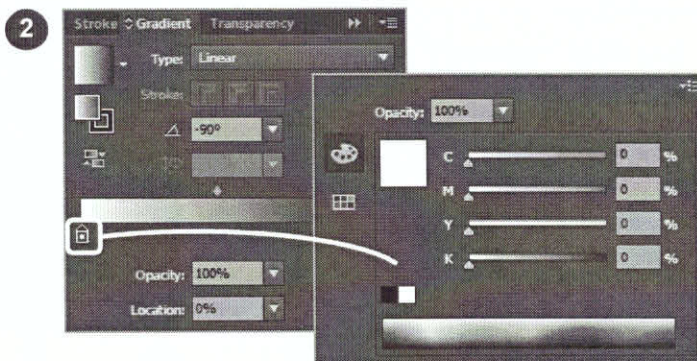 2
Stroke Gradient Transparency
Type: Linear
Stroke:
-90°
Opacity: 100%
Location: 0%
Opacity: 100%
C 0 %
M 0 %
Y 0 %
K 0 %